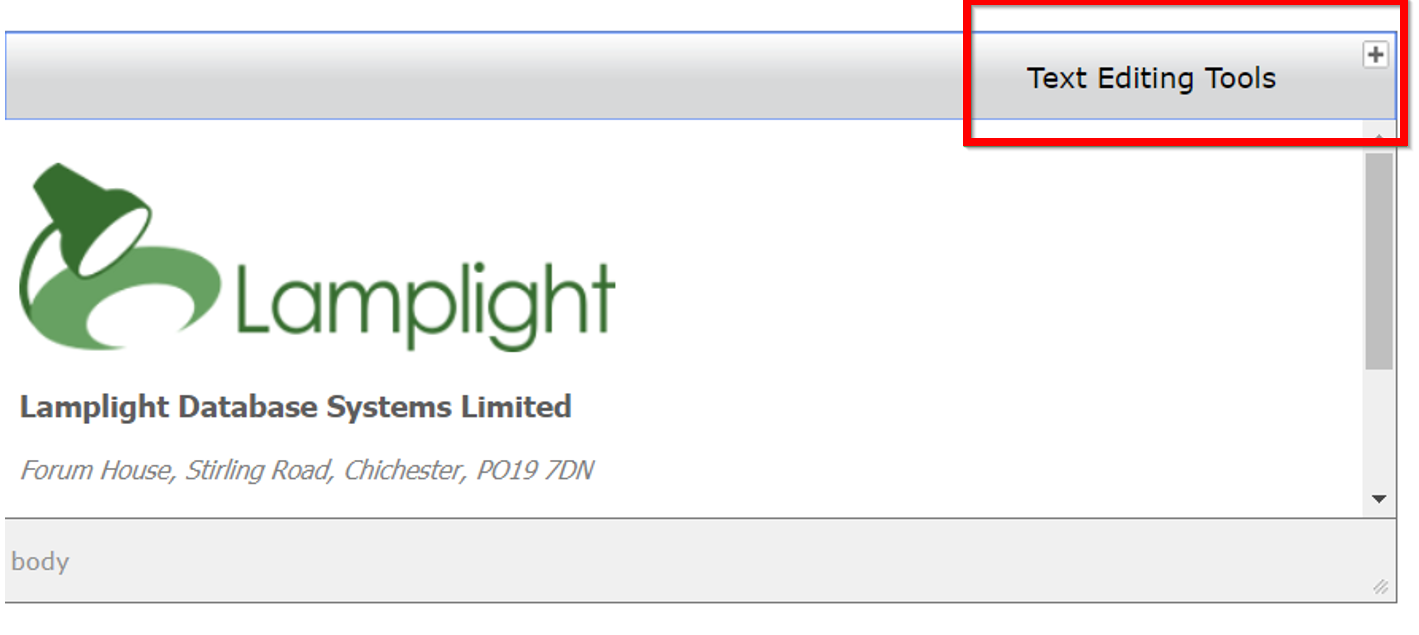 Text Editing Tools
Lamplight
Lamplight Database Systems Limited
Forum House, Stirling Road, Chichester, PO19 7DN
body